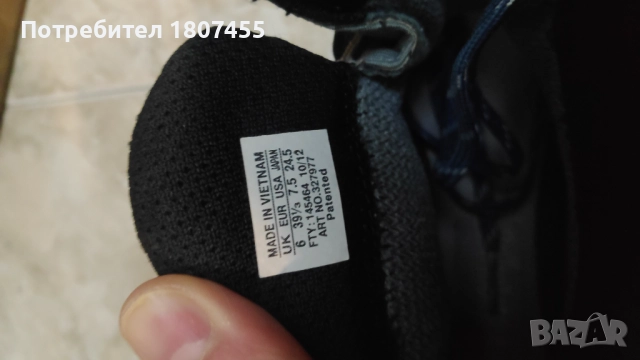 Потребител 1807455
MADE IN VIETNAM
UK EUR USA JAPAN
6 39⅓ 7.5 24.5
FTY: 145464 10/12
ART NO.327977
Patented
BAZAR